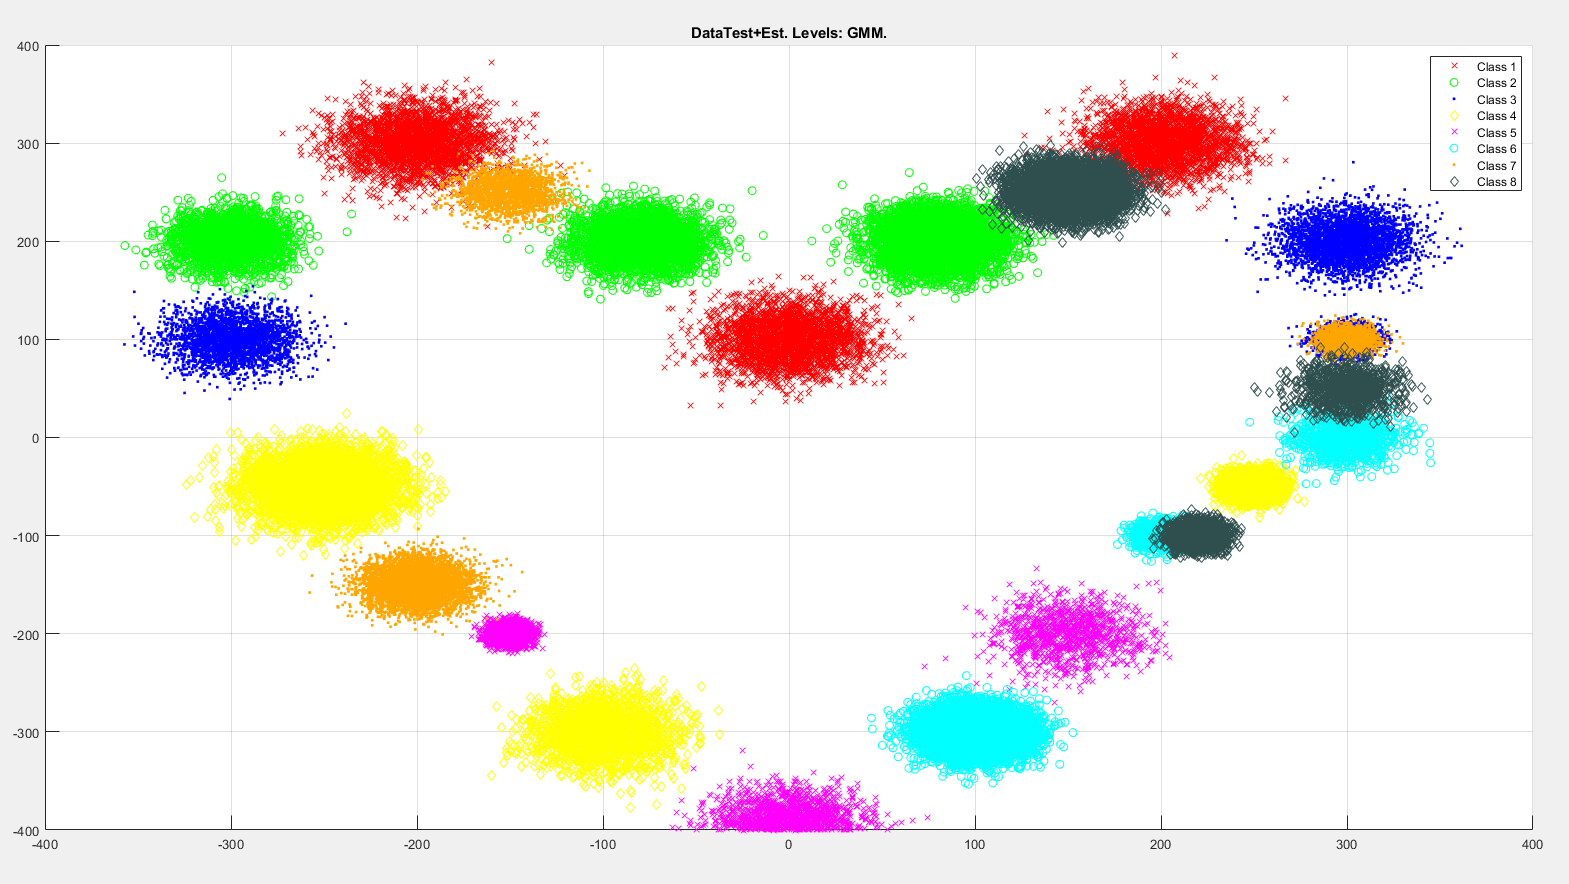 DataTest+Est. Levels: GMM.
400
300
200
100
0
-100
-200
-300
-400
-400 -300 -200 -100 0 100 200 300 400
Class 1
Class 2
Class 3
Class 4
Class 5
Class 6
Class 7
Class 8